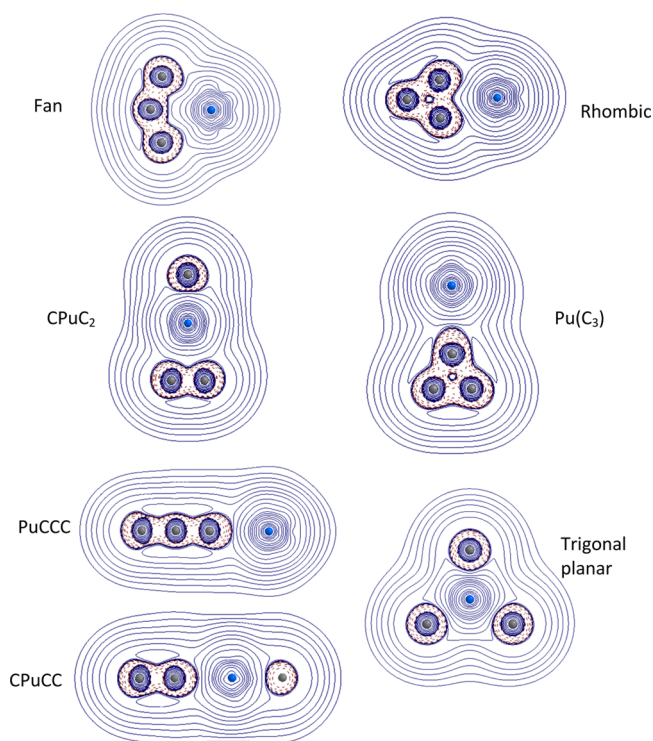 Fan
Rhombic
CPuC₂
Pu(C₃)
PuCCC
Trigonal
planar
CPuCC